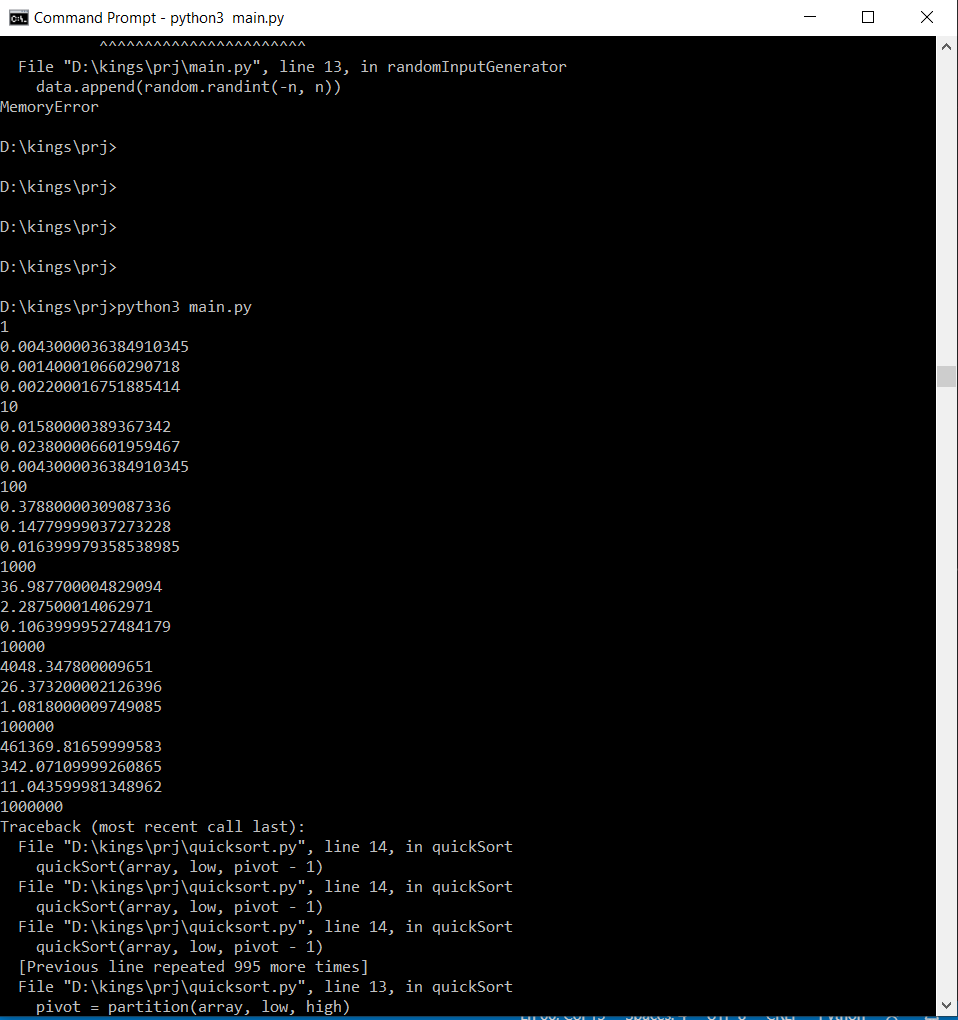 Command Prompt - python3  main.py
^^^^^^^^^^^^^^^^^^^^^^^
File "D:\kings\prj\main.py", line 13, in randomInputGenerator
data.append(random.randint(-n, n))
MemoryError
D:\kings\prj>
D:\kings\prj>
D:\kings\prj>
D:\kings\prj>
D:\kings\prj>python3 main.py
1
0.0043000036384910345
0.001400010660290718
0.002200016751885414
10
0.01580000389367342
0.023800006601959467
0.0043000036384910345
100
0.37880000309087336
0.14779999037273228
0.016399979358538985
1000
36.987700004829094
2.287500014062971
0.10639999527484179
10000
4048.347800009651
26.373200002126396
1.0818000009749085
100000
461369.81659999583
342.07109999260865
11.043599981348962
1000000
Traceback (most recent call last):
File "D:\kings\prj\quicksort.py", line 14, in quickSort
quickSort(array, low, pivot - 1)
File "D:\kings\prj\quicksort.py", line 14, in quickSort
quickSort(array, low, pivot - 1)
File "D:\kings\prj\quicksort.py", line 14, in quickSort
quickSort(array, low, pivot - 1)
[Previous line repeated 995 more times]
File "D:\kings\prj\quicksort.py", line 13, in quickSort
pivot = partition(array, low, high)